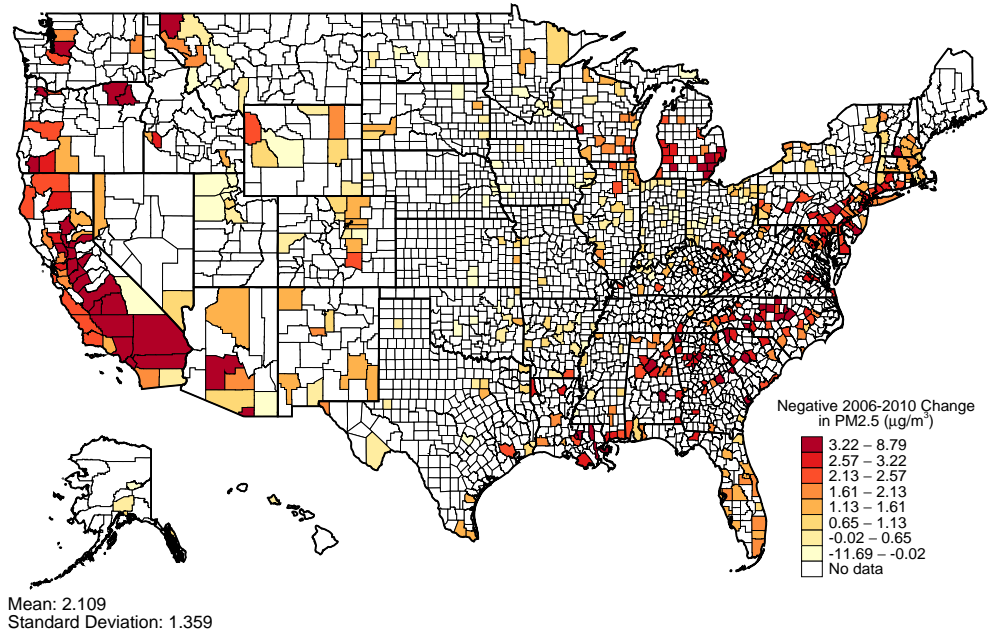 Negative 2006-2010 Change
in PM2.5 (μg/m³)
3.22 – 8.79
2.57 – 3.22
2.13 – 2.57
1.61 – 2.13
1.13 – 1.61
0.65 – 1.13
-0.02 – 0.65
-11.69 – -0.02
No data
Mean: 2.109
Standard Deviation: 1.359